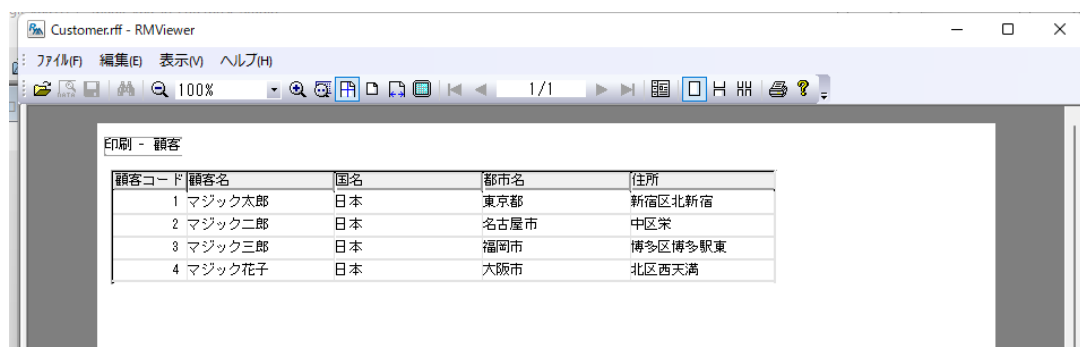 Customer.rff - RMViewer
ファイル(F) 編集(E) 表示(V) ヘルプ(H)
100% 1/1
印刷 - 顧客
顧客コード 顧客名 国名 都市名 住所
1 マジック太郎 日本 東京都 新宿区北新宿
2 マジック二郎 日本 名古屋市 中区栄
3 マジック三郎 日本 福岡市 博多区博多駅東
4 マジック花子 日本 大阪市 北区西天満